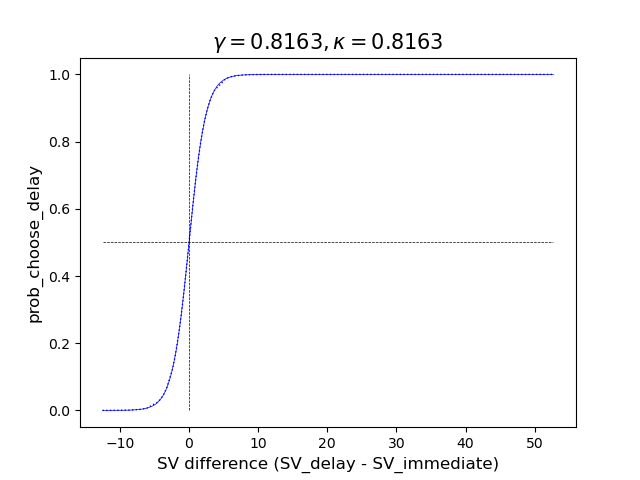 γ = 0.8163, κ = 0.8163
1.0
0.8
0.6
0.4
0.2
0.0
prob_choose_delay
−10 0 10 20 30 40 50
SV difference (SV_delay - SV_immediate)